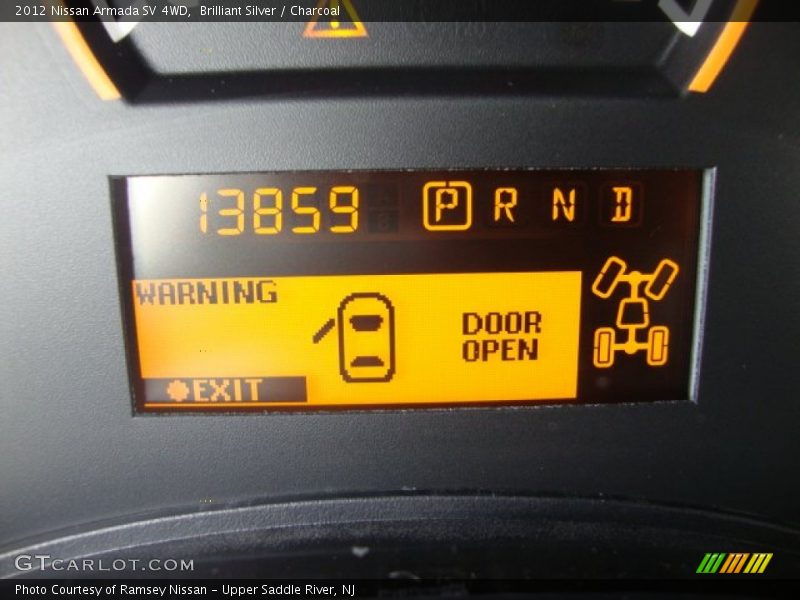 2012 Nissan Armada SV 4WD, Brilliant Silver / Charcoal
13859 P R N D
WARNING
DOOR
OPEN
EXIT
GTCARLOT.COM
Photo Courtesy of Ramsey Nissan - Upper Saddle River, NJ